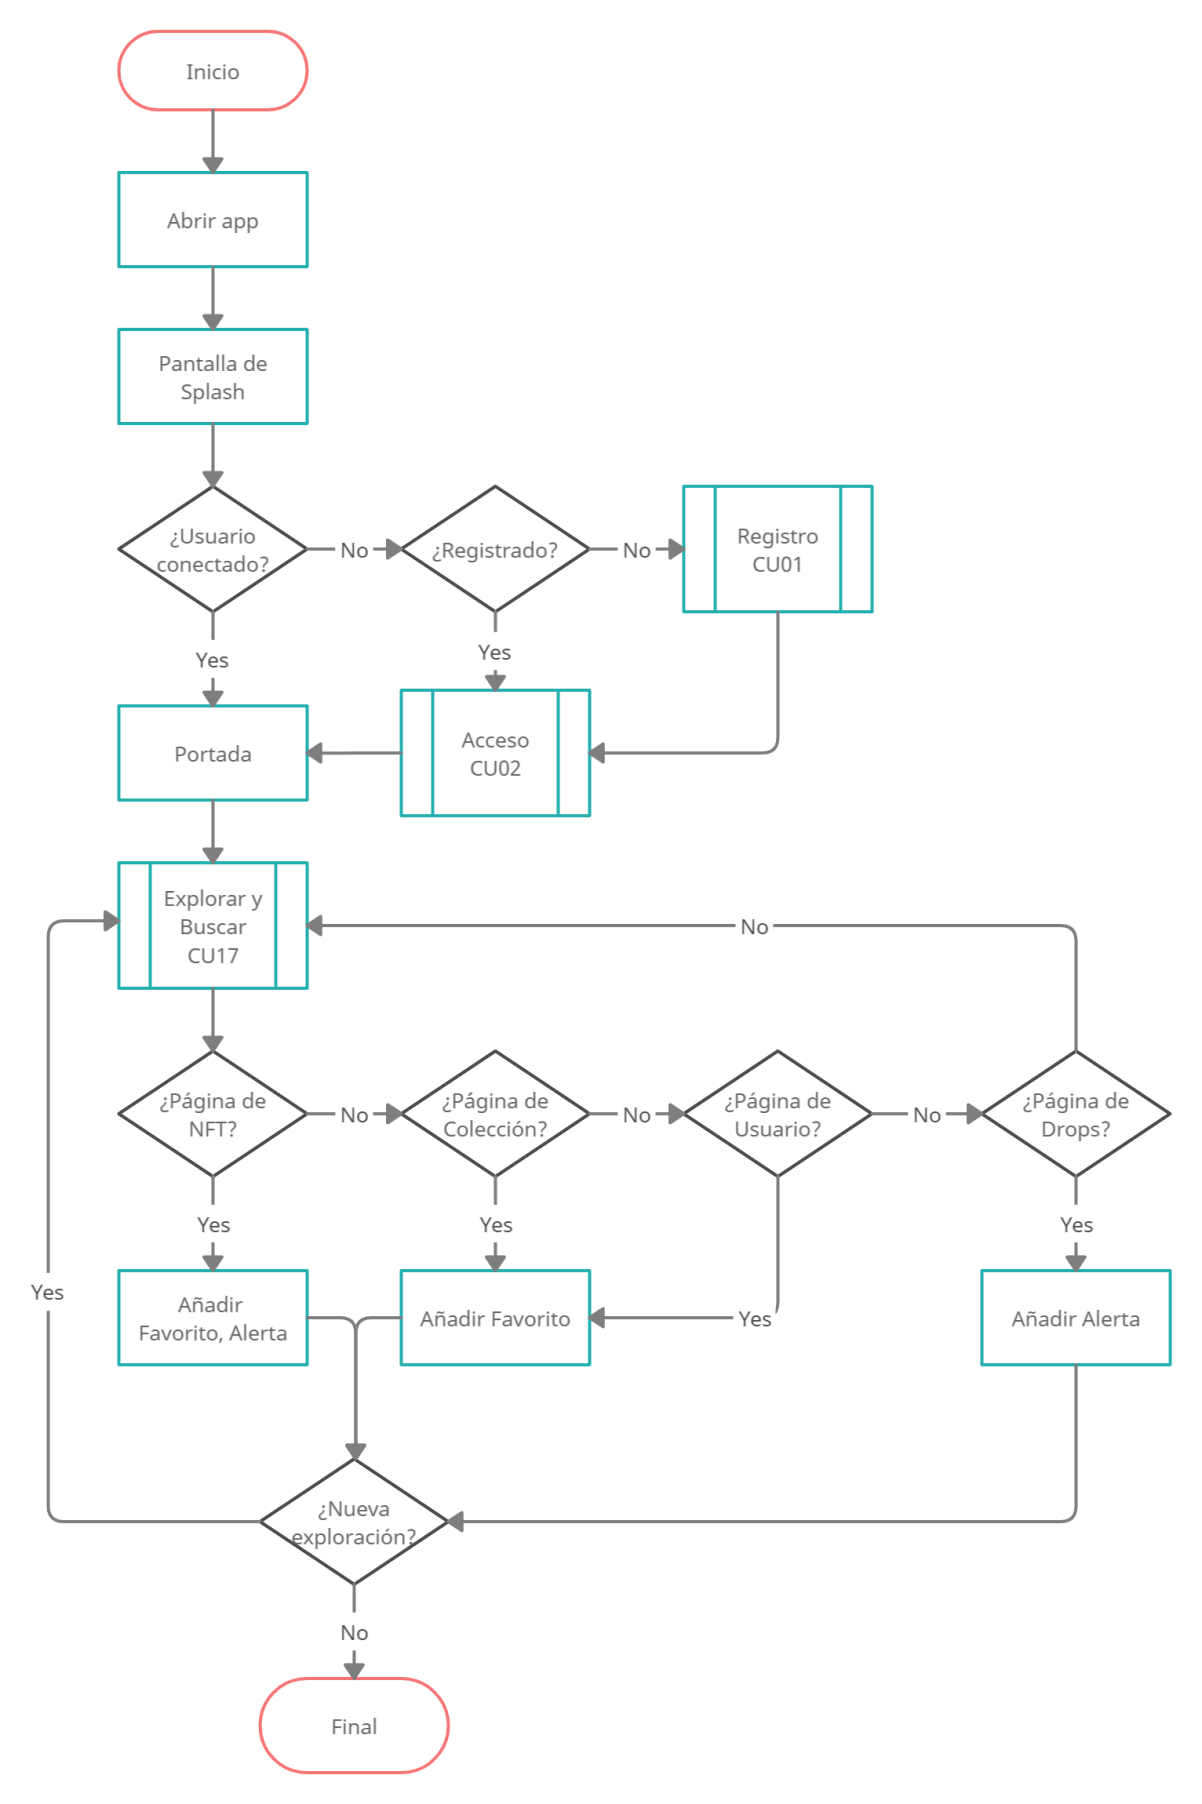 Inicio
Abrir app
Pantalla de
Splash
¿Usuario
conectado?
No
¿Registrado?
No
Registro
CU01
Yes
Yes
Portada
Acceso
CU02
Explorar y
Buscar
CU17
No
¿Página de
NFT?
No
¿Página de
Colección?
No
¿Página de
Usuario?
No
¿Página de
Drops?
Yes
Yes
Yes
Yes
Añadir
Favorito, Alerta
Añadir Favorito
Yes
Añadir Alerta
¿Nueva
exploración?
No
Final